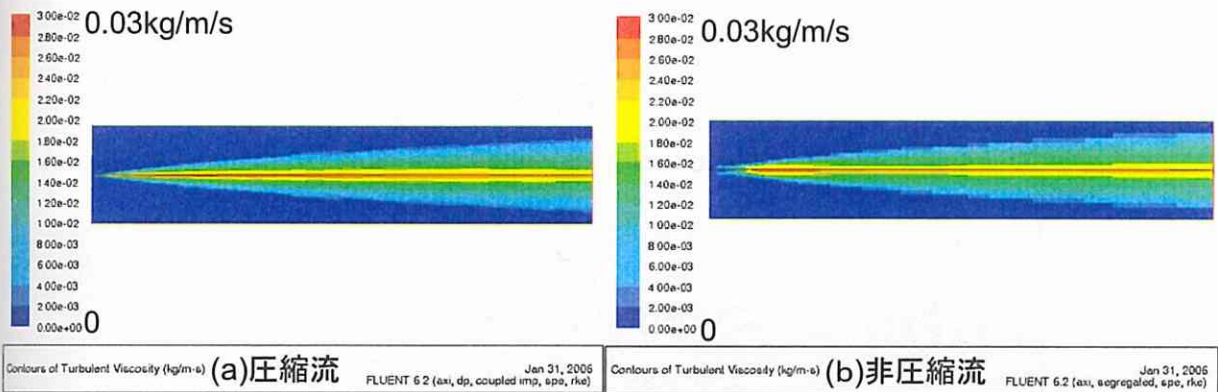 3.00e-02
0.03kg/m/s
2.80e-02
2.60e-02
2.40e-02
2.20e-02
2.00e-02
1.80e-02
1.60e-02
1.40e-02
1.20e-02
1.00e-02
8.00e-03
6.00e-03
4.00e-03
2.00e-03
0.00e+00
0
Contours of Turbulent Viscosity (kg/m-s)
(a)圧縮流
Jan 31, 2006
FLUENT 6.2 (axi, dp, coupled imp, spe, rke)
3.00e-02
0.03kg/m/s
2.80e-02
2.60e-02
2.40e-02
2.20e-02
2.00e-02
1.80e-02
1.60e-02
1.40e-02
1.20e-02
1.00e-02
8.00e-03
6.00e-03
4.00e-03
2.00e-03
0.00e+00
0
Contours of Turbulent Viscosity (kg/m-s)
(b)非圧縮流
Jan 31, 2006
FLUENT 6.2 (axi, segregated, spe, rke)